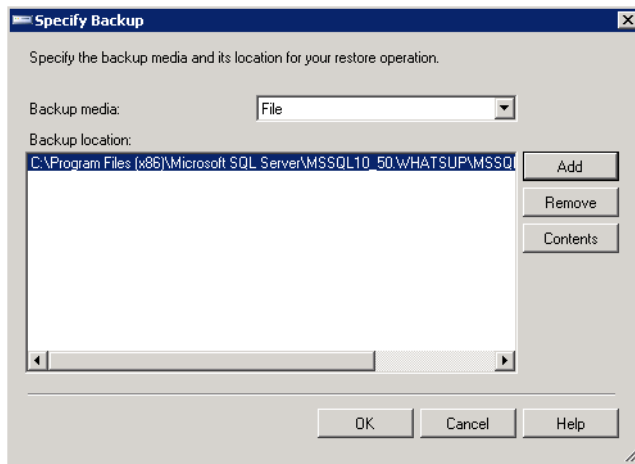 Specify Backup
Specify the backup media and its location for your restore operation.
Backup media:
File
Backup location:
C:\Program Files (x86)\Microsoft SQL Server\MSSQL10_50.WHATSUP\MSSQL
Add
Remove
Contents
OK
Cancel
Help